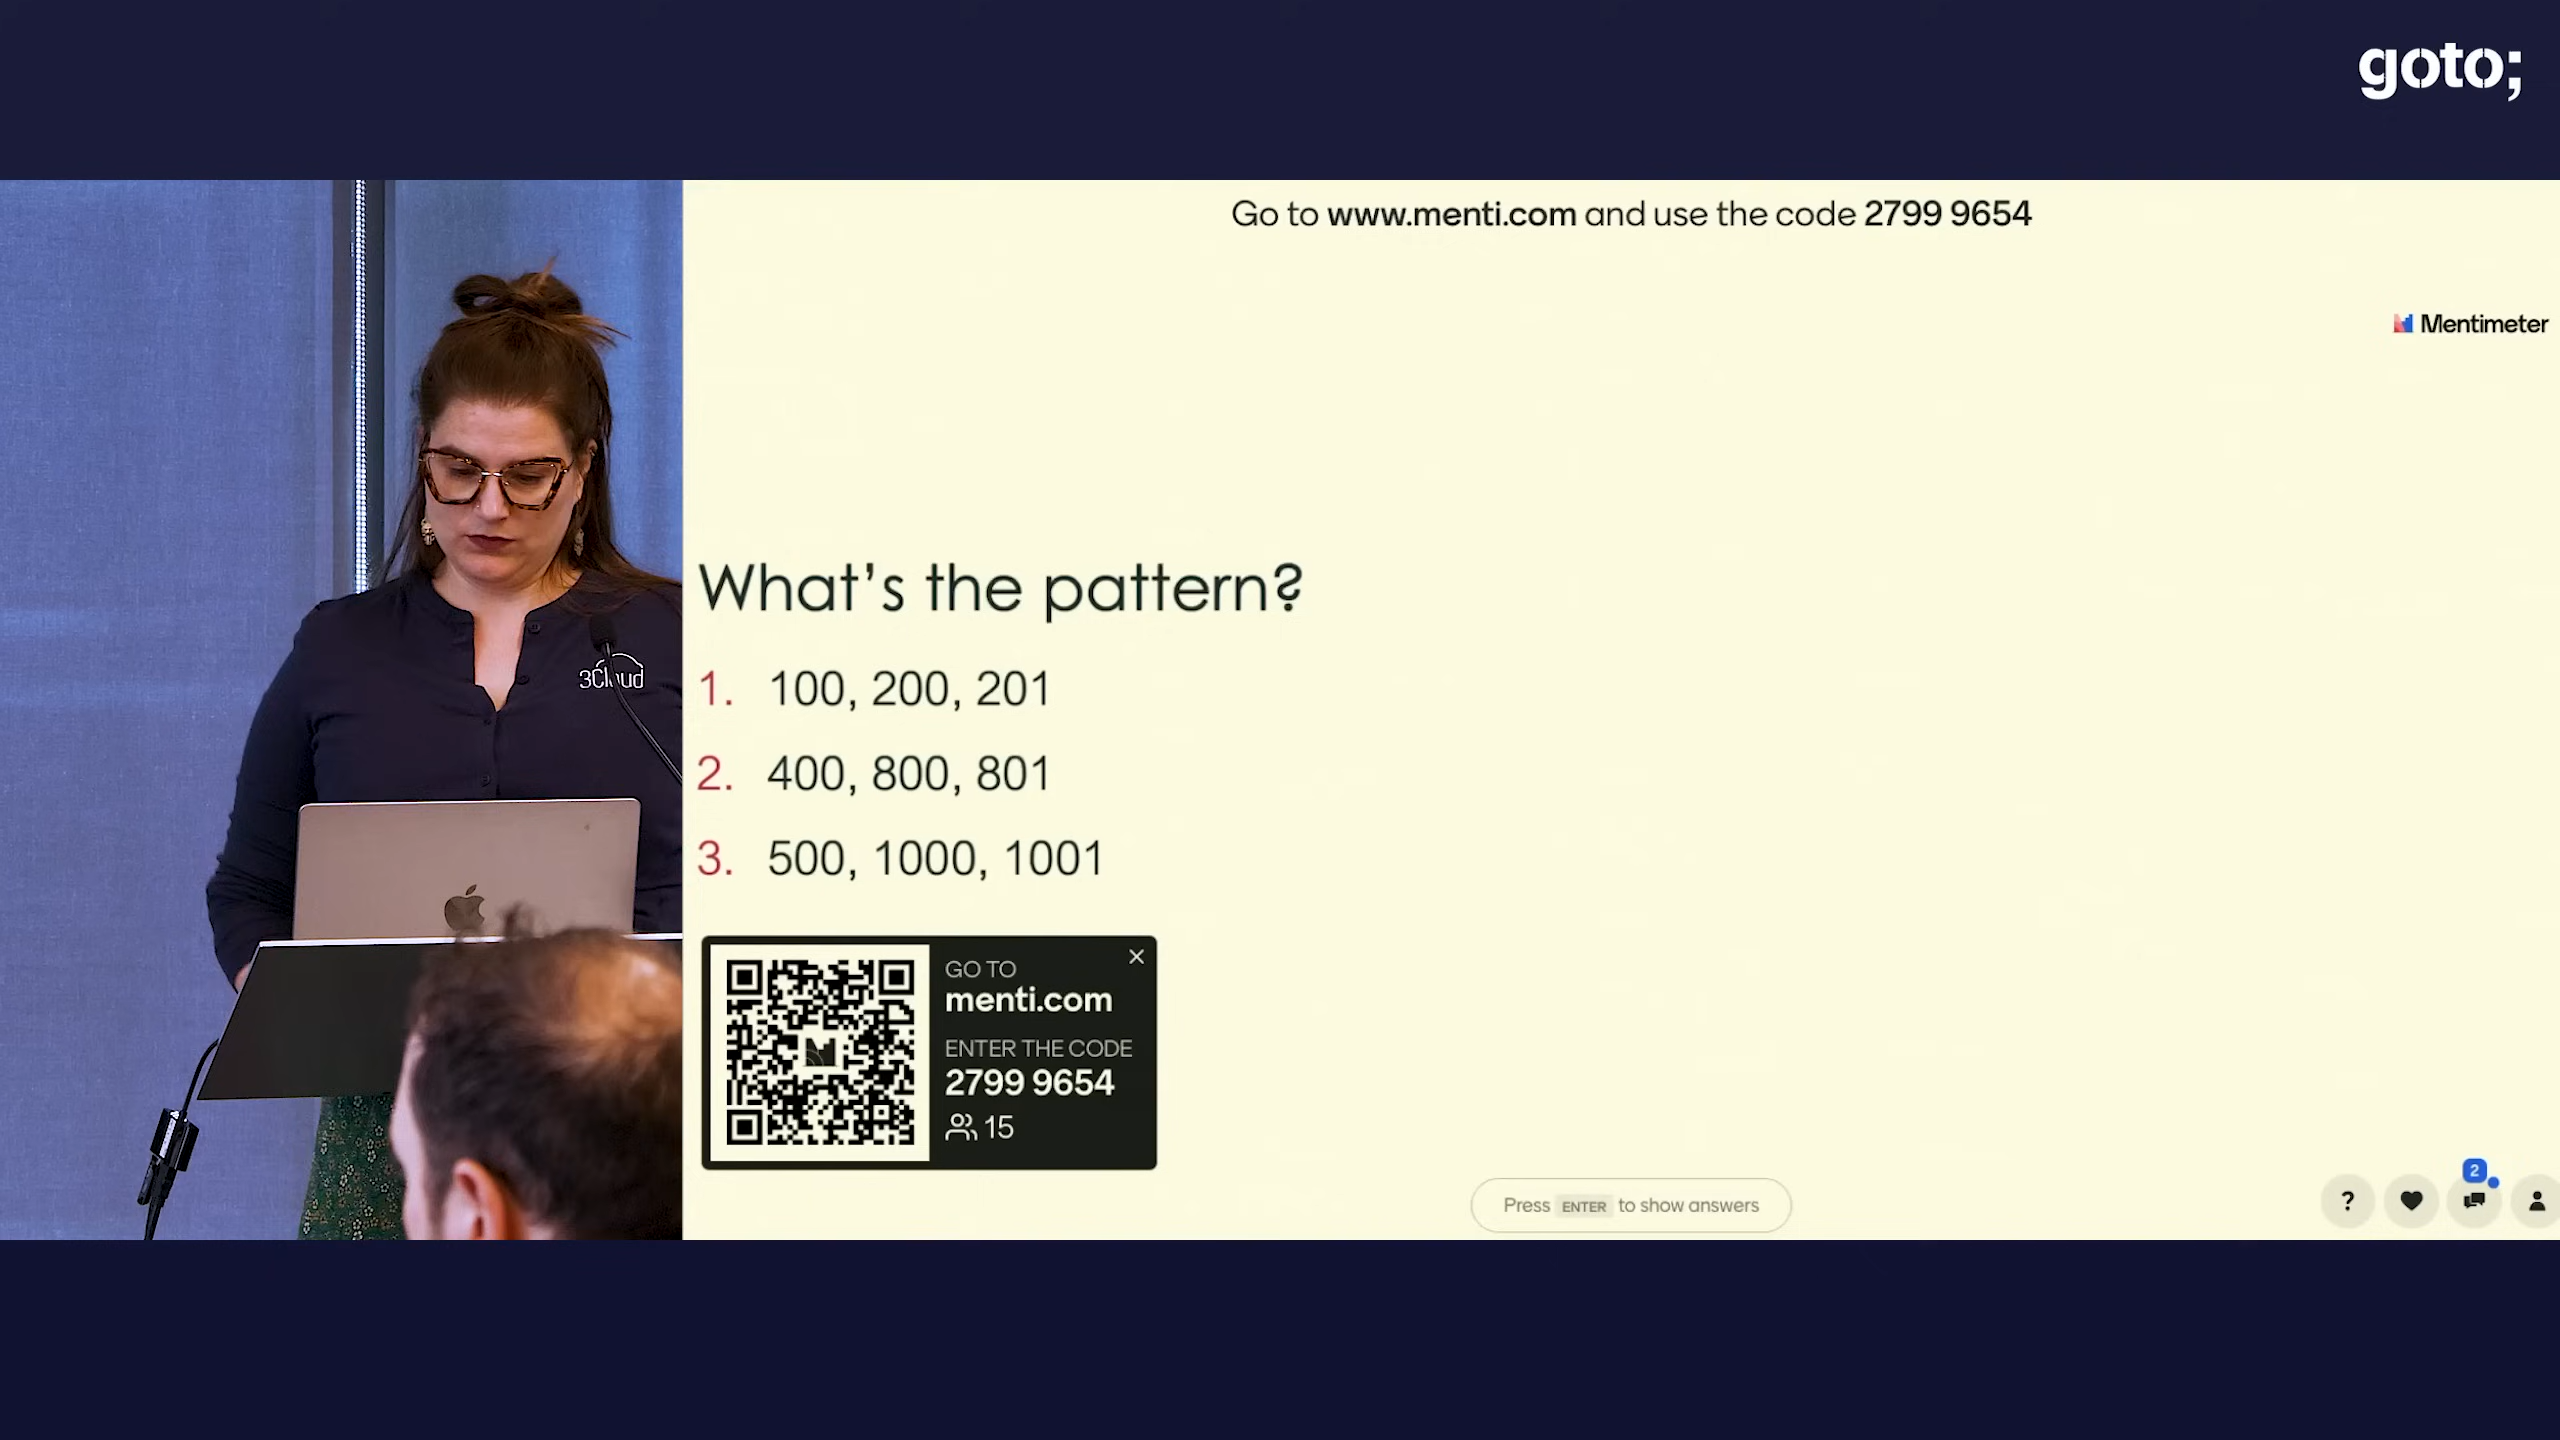 goto;
Go to www.menti.com and use the code 2799 9654
Mentimeter
3Cloud
What's the pattern?
1. 100, 200, 201
2. 400, 800, 801
3. 500, 1000, 1001
GO TO
menti.com
ENTER THE CODE
2799 9654
15
Press ENTER to show answers
?
2